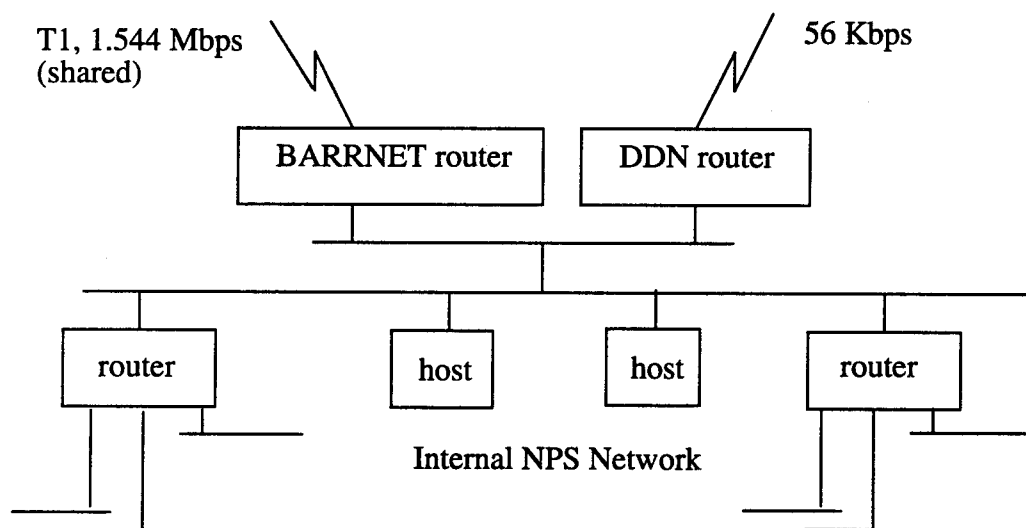 T1, 1.544 Mbps
(shared)
56 Kbps
BARRNET router
DDN router
router
host
host
router
Internal NPS Network